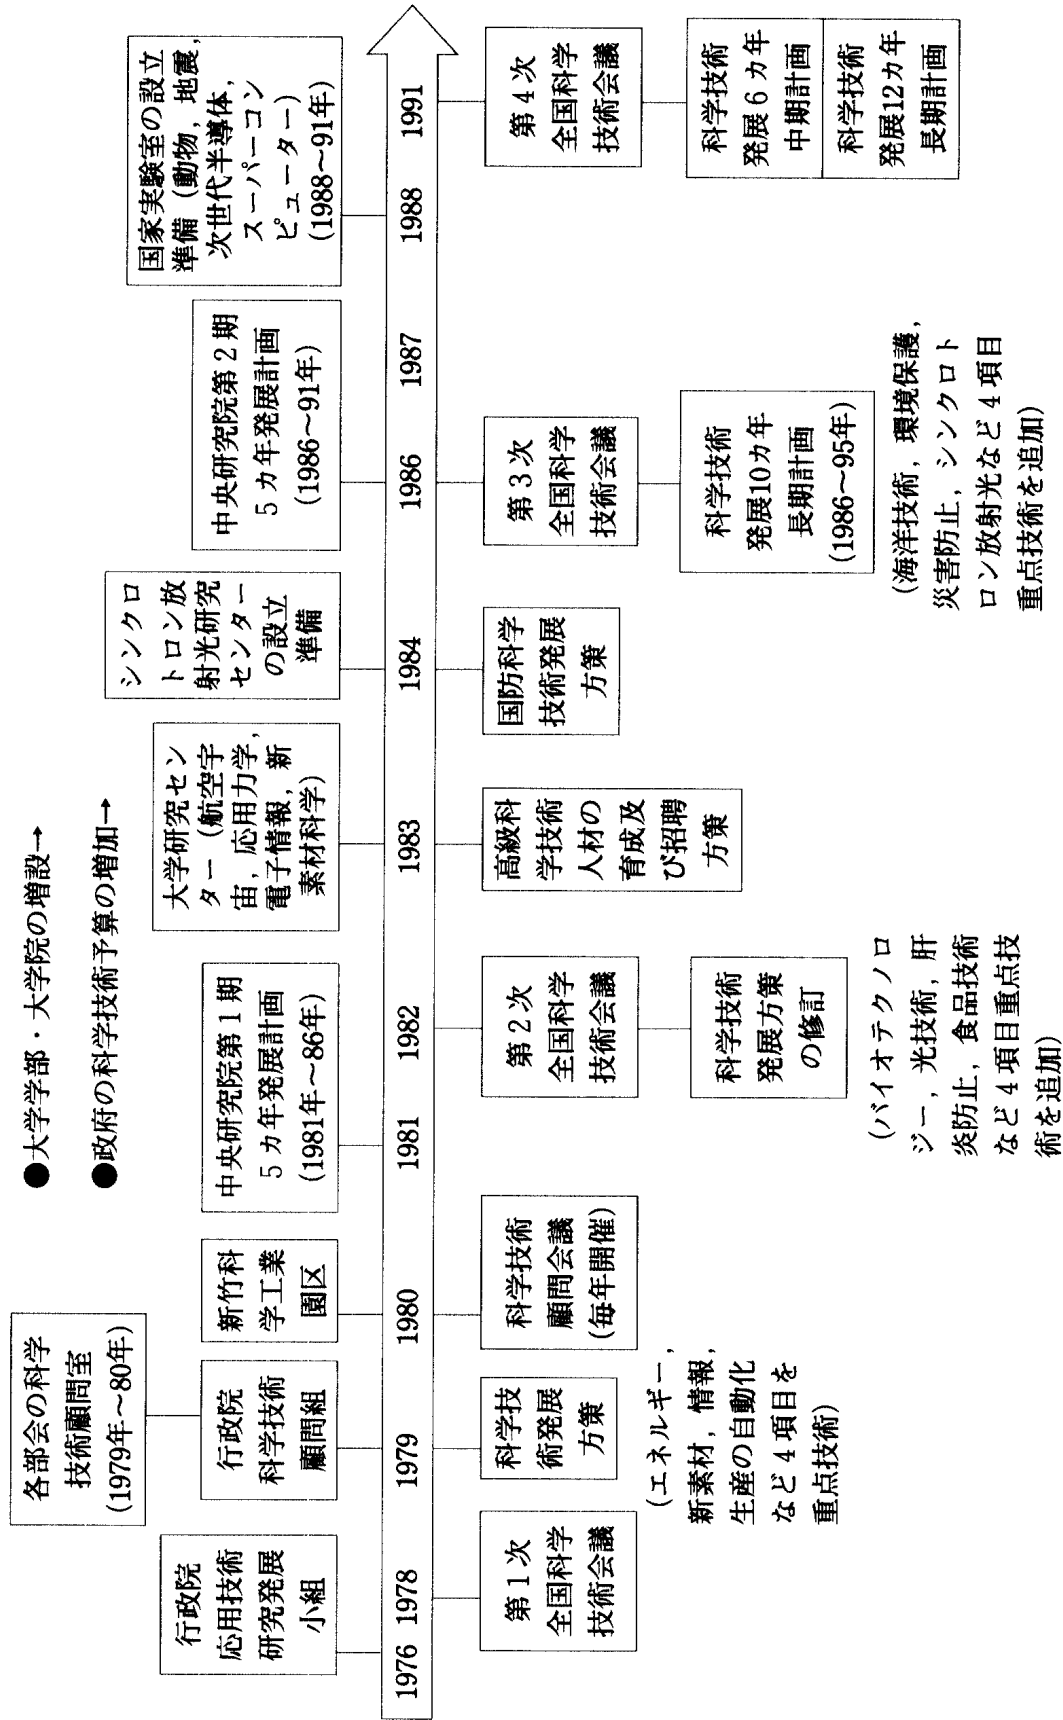 ●大学学部・大学院の増設→
●政府の科学技術予算の増加→
各部会の科学
技術顧問室
(1979年~80年)
行政院
応用技術
研究発展
小組
行政院
科学技術
顧問組
新竹科
学工業
園区
中央研究院第1期
5カ年発展計画
(1981年~86年)
大学研究セン
ター(航空宇
宙,応用力学,
電子情報,新
素材科学)
シンクロ
トロン放
射光研究
センター
の設立
準備
中央研究院第2期
5カ年発展計画
(1986~91年)
国家実験室の設立
準備(動物,地震,
次世代半導体,
スーパーコン
ピューター)
(1988~91年)
1976 1978 1979 1980 1981 1982 1983 1984 1986 1987 1988 1991
第1次
全国科学
技術会議
科学技
術発展
方策
(エネルギー,
新素材,情報,
生産の自動化
など4項目を
重点技術)
科学技術
顧問会議
(毎年開催)
第2次
全国科学
技術会議
科学技術
発展方策
の修訂
(バイオテクノロ
ジー,光技術,肝
炎防止,食品技術
など4項目重点技
術を追加)
高級科
学技術
人材の
育成及
び招聘
方策
国防科学
技術発展
方策
第3次
全国科学
技術会議
科学技術
発展10カ年
長期計画
(1986~95年)
(海洋技術,環境保護,
災害防止,シンクロト
ロン放射光など4項目
重点技術を追加)
第4次
全国科学
技術会議
科学技術
発展6カ年
中期計画
科学技術
発展12カ年
長期計画